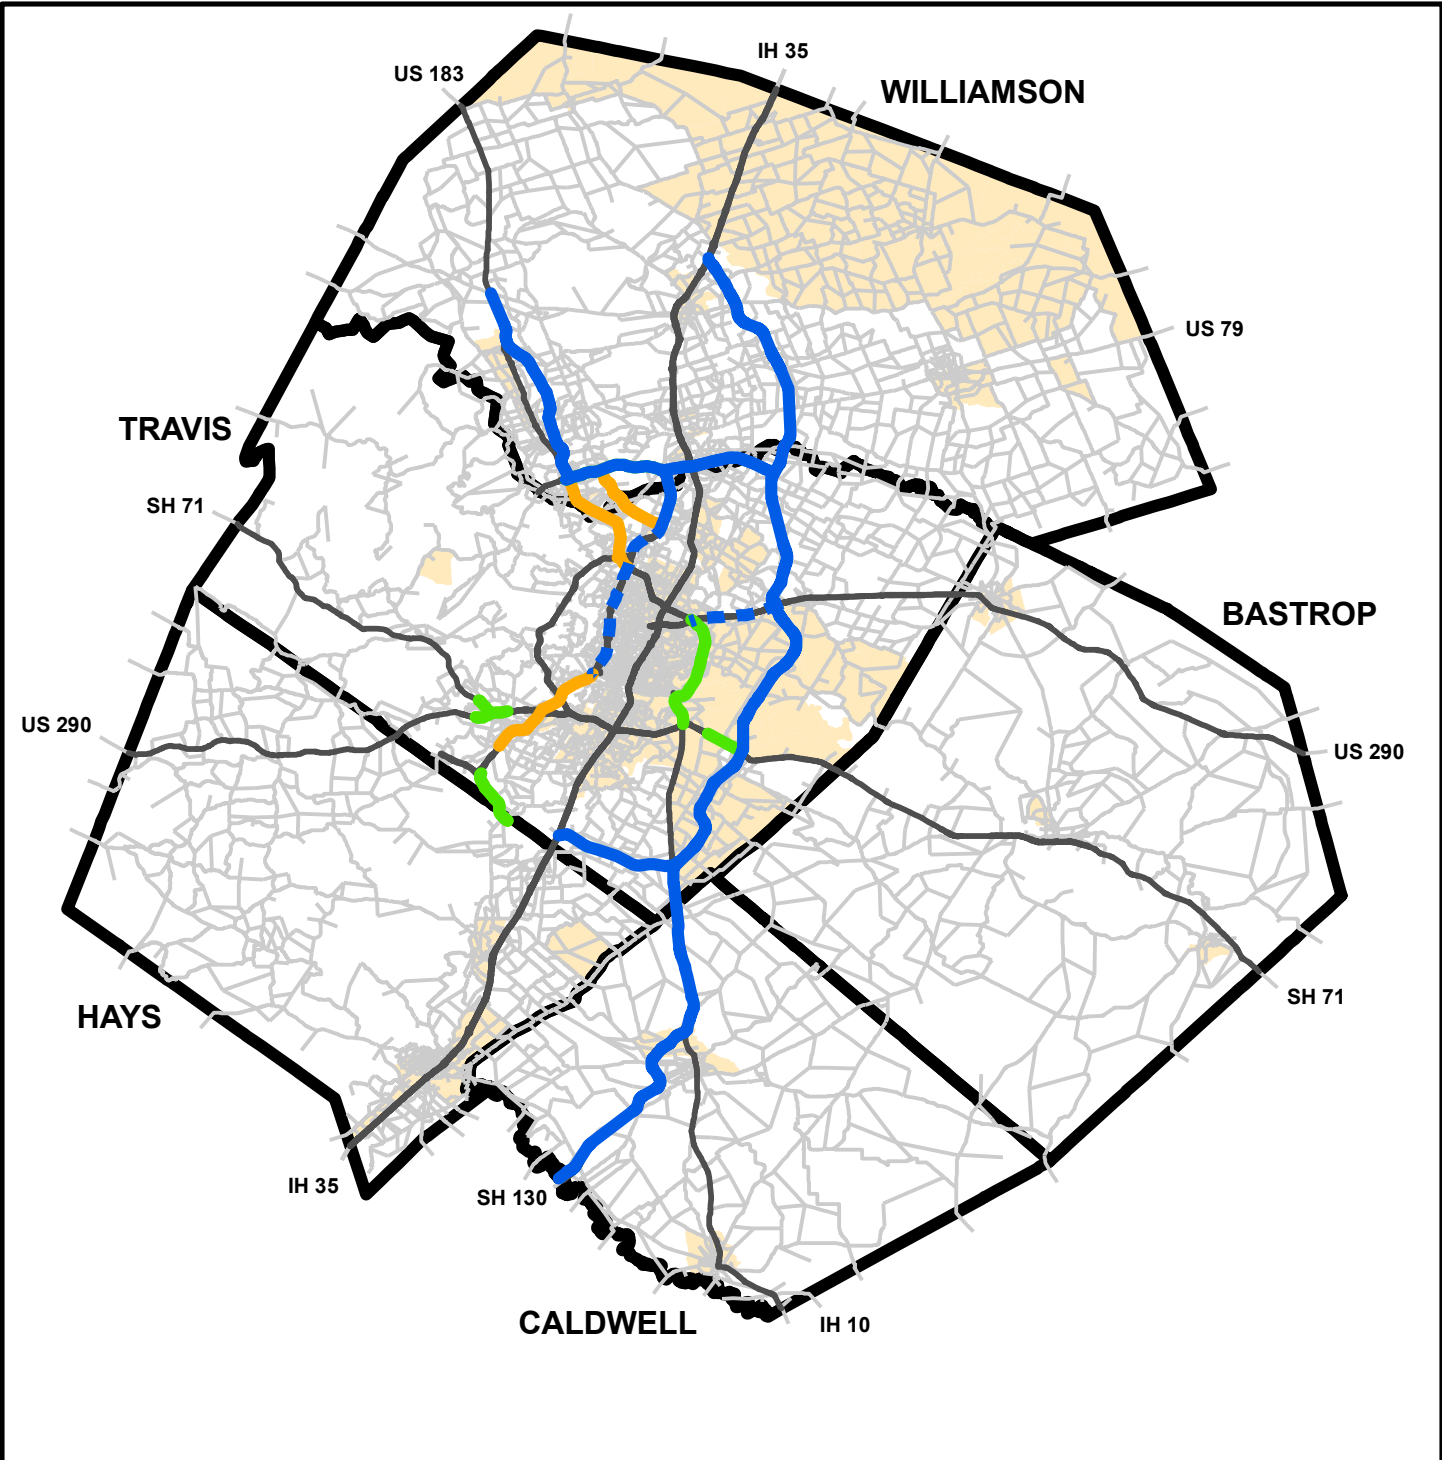 IH 35
US 183
WILLIAMSON
US 79
TRAVIS
SH 71
BASTROP
US 290
US 290
SH 71
HAYS
IH 35
SH 130
CALDWELL
IH 10